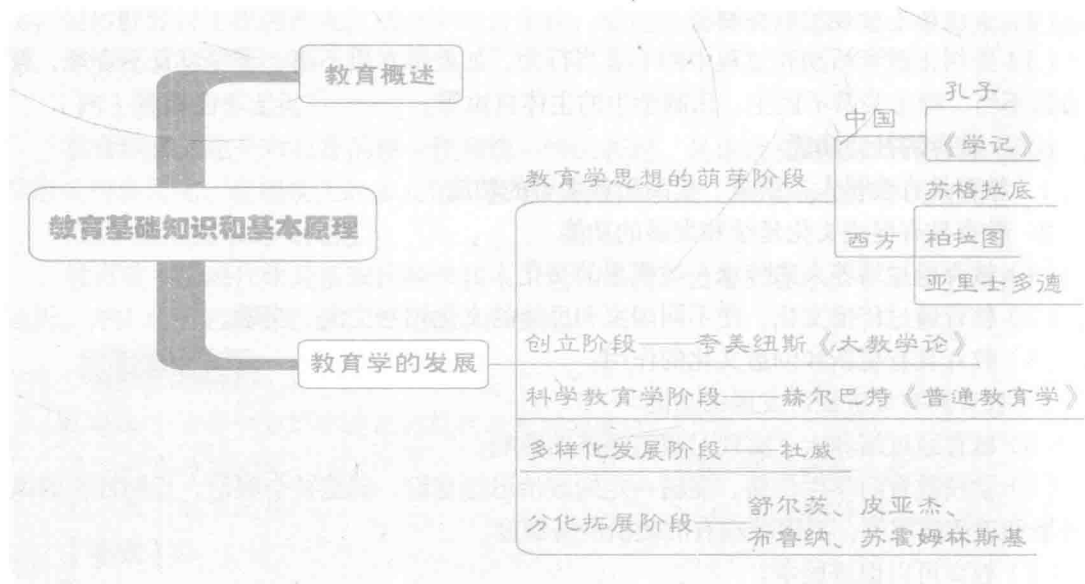 教育基础知识和基本原理
教育概述
教育学的发展
教育学思想的萌芽阶段
中国
孔子
《学记》
西方
苏格拉底
柏拉图
亚里士多德
创立阶段——夸美纽斯《大教学论》
科学教育学阶段——赫尔巴特《普通教育学》
多样化发展阶段——杜威
分化拓展阶段——舒尔茨、皮亚杰、
布鲁纳、苏霍姆林斯基